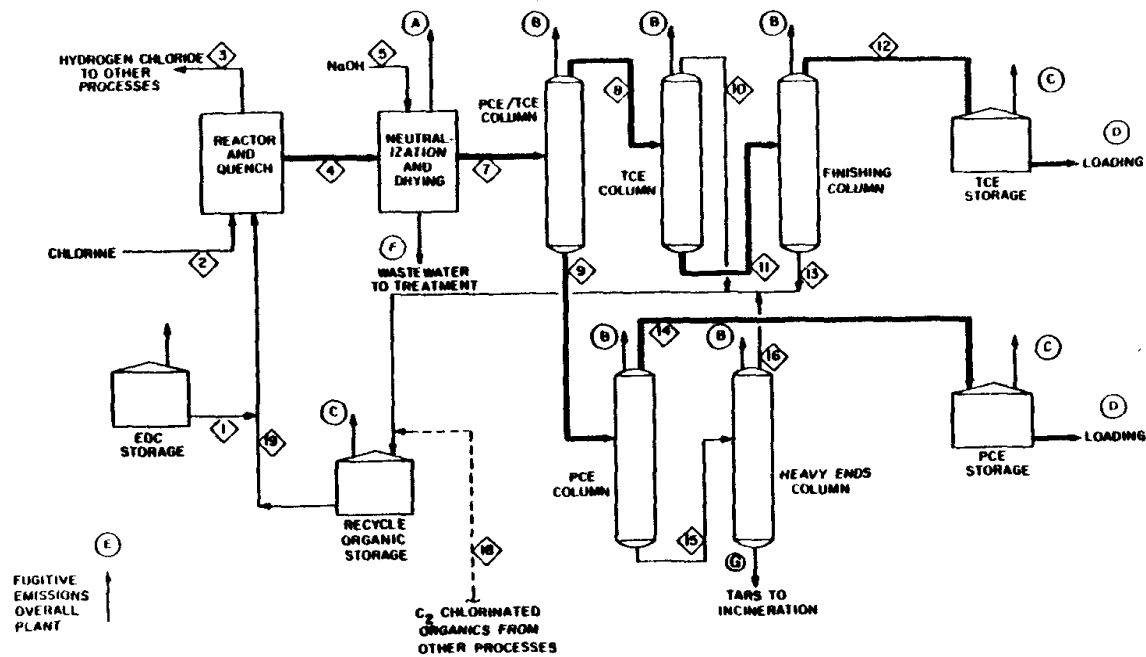 A
B
B
B
12
3
5
HYDROGEN CHLORIDE
TO OTHER
PROCESSES
NaOH
C
8
10
PCE/TCE
COLUMN
REACTOR
AND
QUENCH
NEUTRAL-
IZATION
AND
DRYING
D
LOADING
4
7
TCE
COLUMN
FINISHING
COLUMN
TCE
STORAGE
CHLORINE
2
F
WASTEWATER
TO TREATMENT
9
11
13
B
14
B
16
C
D
LOADING
EDC
STORAGE
1
19
C
PCE
COLUMN
HEAVY ENDS
COLUMN
PCE
STORAGE
RECYCLE
ORGANIC
STORAGE
18
15
G
E
FUGITIVE
EMISSIONS
OVERALL
PLANT
TARS TO
INCINERATION
C₂ CHLORINATED
ORGANICS FROM
OTHER PROCESSES